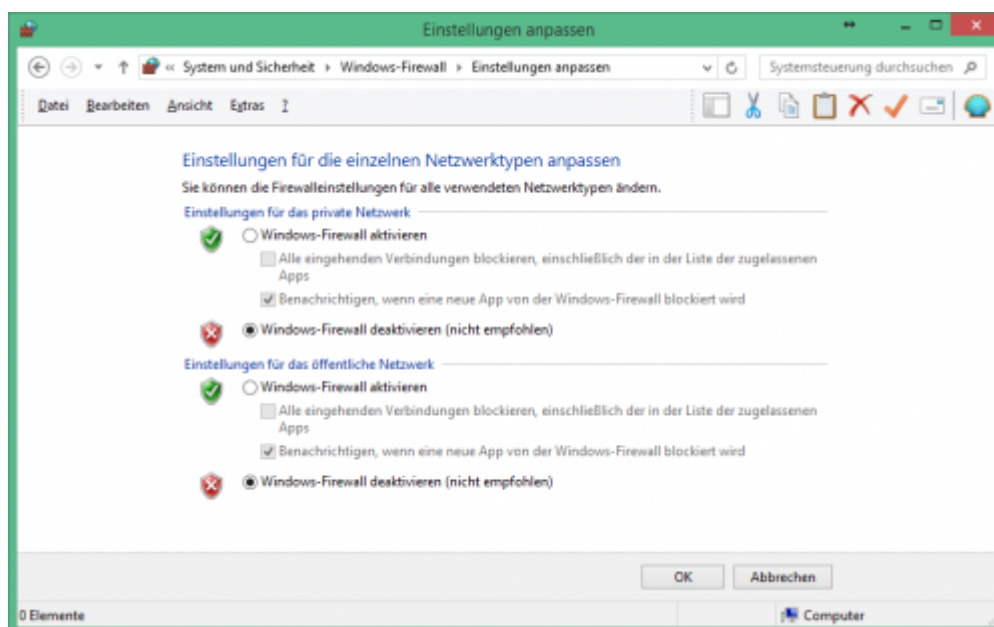 Einstellungen anpassen
« System und Sicherheit Windows-Firewall Einstellungen anpassen
Systemsteuerung durchsuchen
Datei Bearbeiten Ansicht Extras ?
Einstellungen für die einzelnen Netzwerktypen anpassen
Sie können die Firewalleinstellungen für alle verwendeten Netzwerktypen ändern.
Einstellungen für das private Netzwerk
Windows-Firewall aktivieren
Alle eingehenden Verbindungen blockieren, einschließlich der in der Liste der zugelassenen
Apps
Benachrichtigen, wenn eine neue App von der Windows-Firewall blockiert wird
Windows-Firewall deaktivieren (nicht empfohlen)
Einstellungen für das öffentliche Netzwerk
Windows-Firewall aktivieren
Alle eingehenden Verbindungen blockieren, einschließlich der in der Liste der zugelassenen
Apps
Benachrichtigen, wenn eine neue App von der Windows-Firewall blockiert wird
Windows-Firewall deaktivieren (nicht empfohlen)
OK Abbrechen
0 Elemente Computer